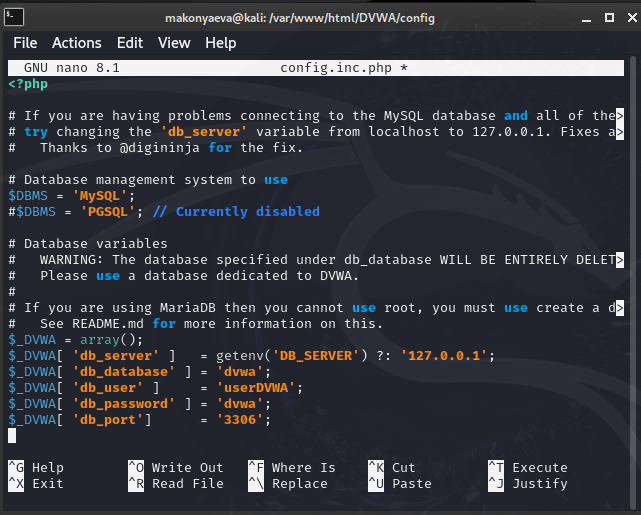 makonyaeva@kali: /var/www/html/DVWA/config
File Actions Edit View Help
GNU nano 8.1 config.inc.php *
<?php

# If you are having problems connecting to the MySQL database and all of the>
# try changing the 'db_server' variable from localhost to 127.0.0.1. Fixes a>
#   Thanks to @digininja for the fix.

# Database management system to use
$DBMS = 'MySQL';
#$DBMS = 'PGSQL'; // Currently disabled

# Database variables
#   WARNING: The database specified under db_database WILL BE ENTIRELY DELET>
#   Please use a database dedicated to DVWA.
#
# If you are using MariaDB then you cannot use root, you must use create a d>
#   See README.md for more information on this.
$_DVWA = array();
$_DVWA[ 'db_server' ]   = getenv('DB_SERVER') ?: '127.0.0.1';
$_DVWA[ 'db_database' ] = 'dvwa';
$_DVWA[ 'db_user' ]     = 'userDVWA';
$_DVWA[ 'db_password' ] = 'dvwa';
$_DVWA[ 'db_port']      = '3306';

^G Help ^O Write Out ^F Where Is ^K Cut ^T Execute
^X Exit ^R Read File ^\ Replace ^U Paste ^J Justify